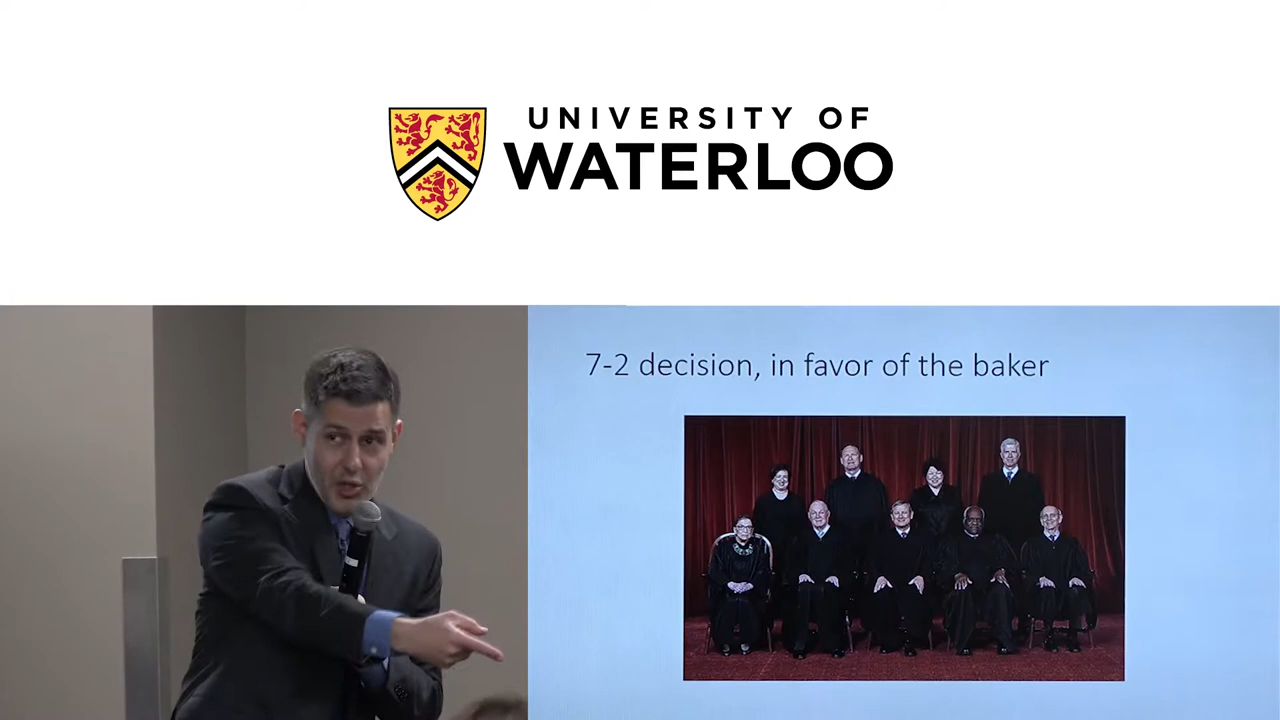 UNIVERSITY OF
WATERLOO
7-2 decision, in favor of the baker